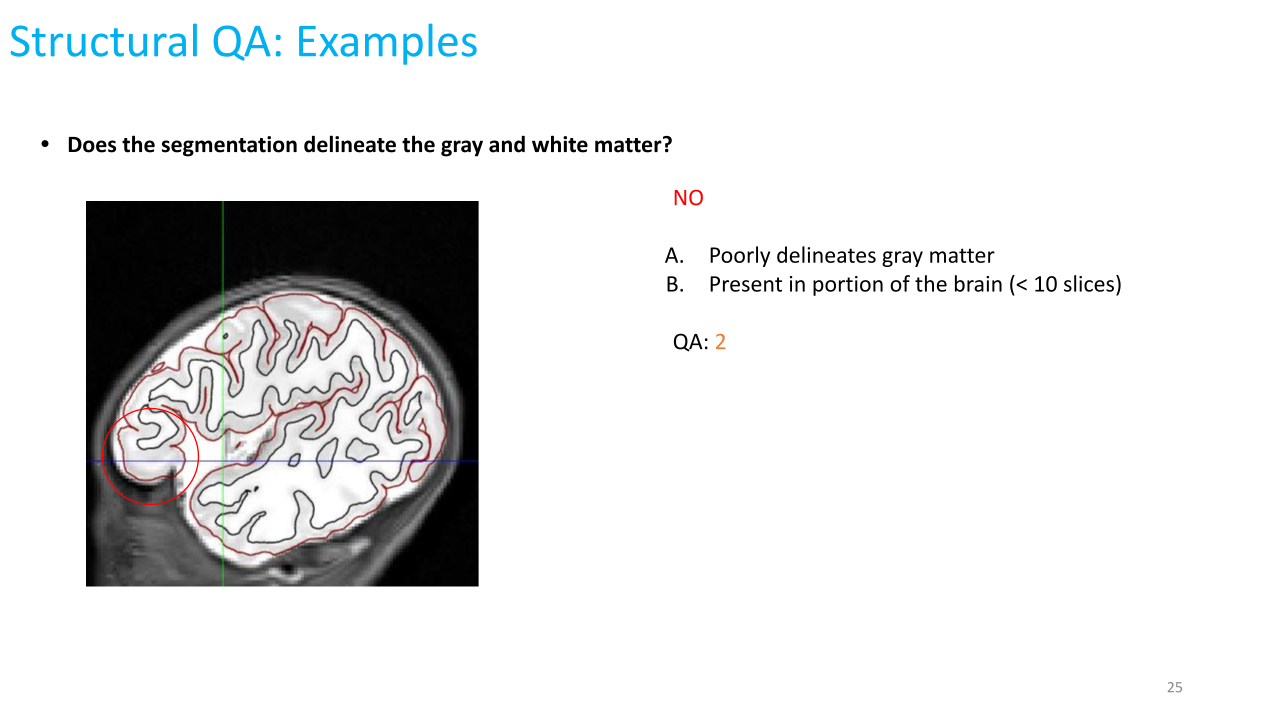 Structural QA: Examples
• Does the segmentation delineate the gray and white matter?
NO
A. Poorly delineates gray matter
B. Present in portion of the brain (< 10 slices)
QA: 2
25